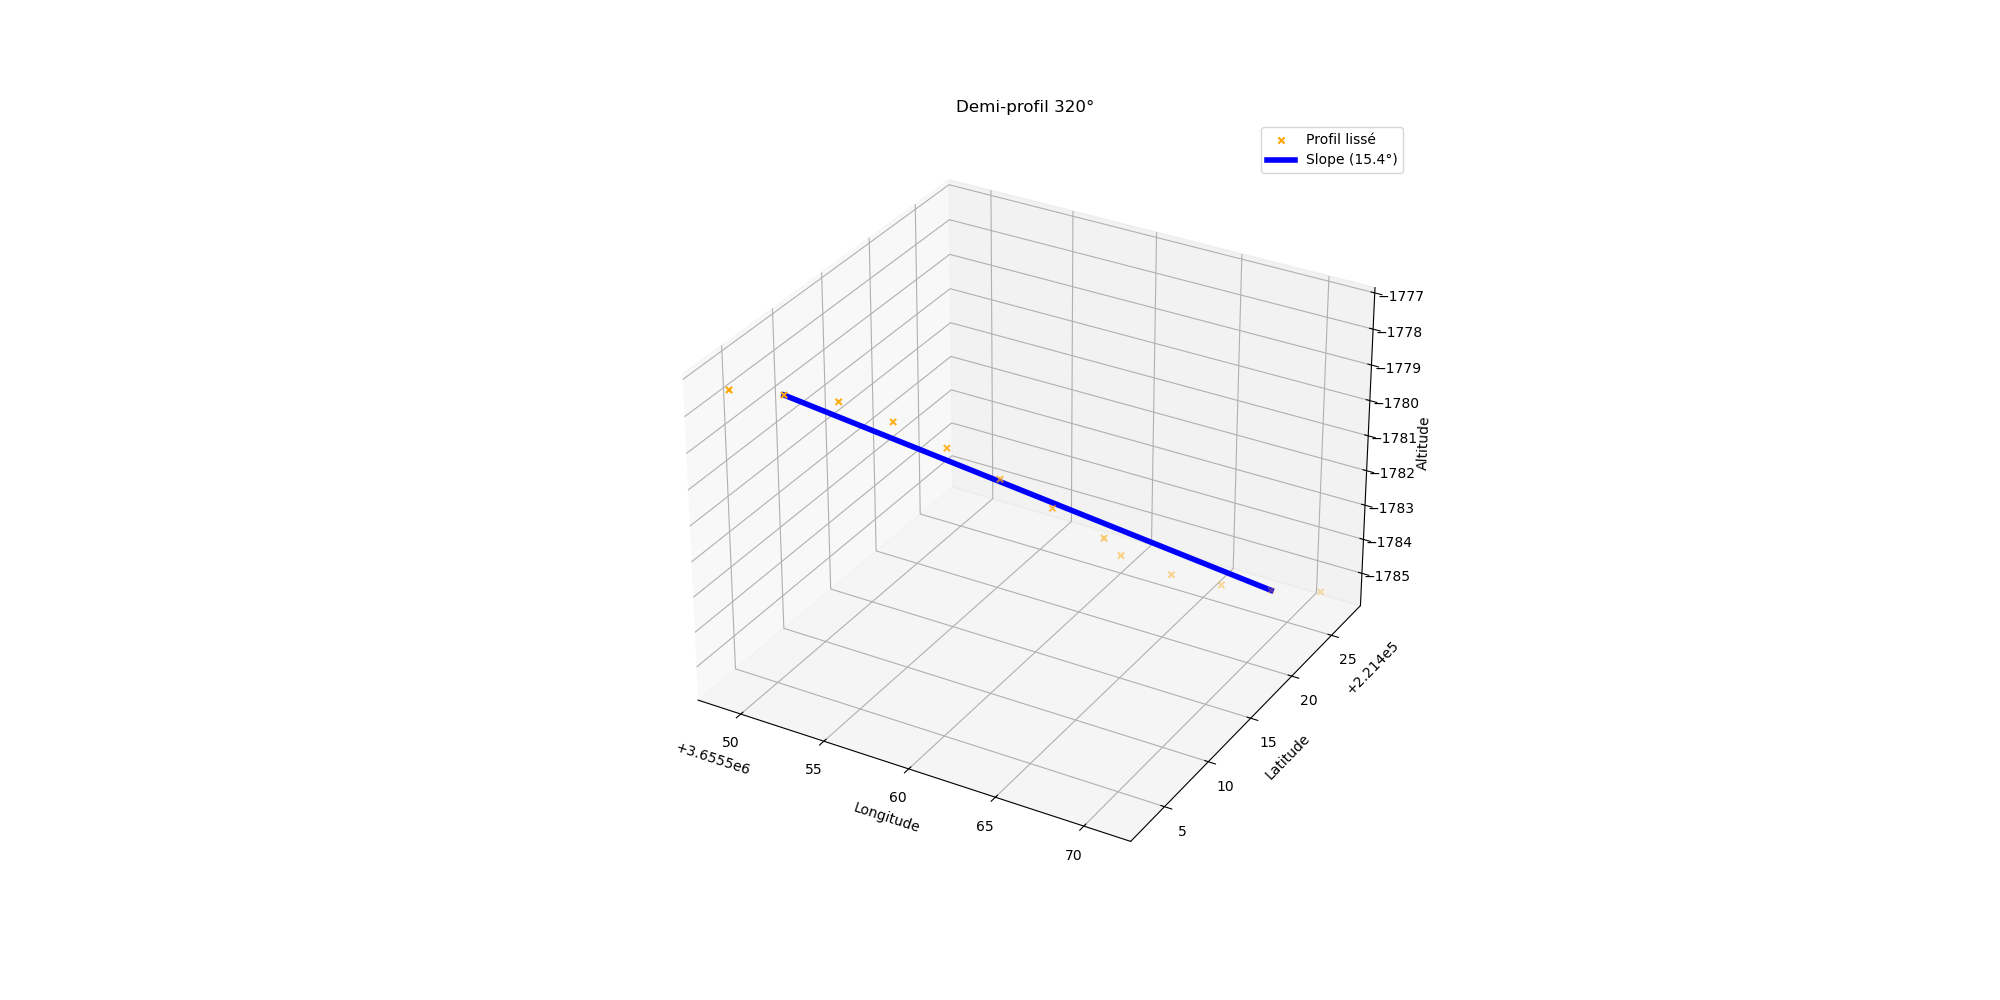 Demi-profil 320°
Profil lissé
Slope (15.4°)
−1777
−1778
−1779
−1780
−1781
−1782
−1783
−1784
−1785
Altitude
25
20
15
10
5
+2.214e5
Latitude
50
55
60
65
70
+3.6555e6
Longitude